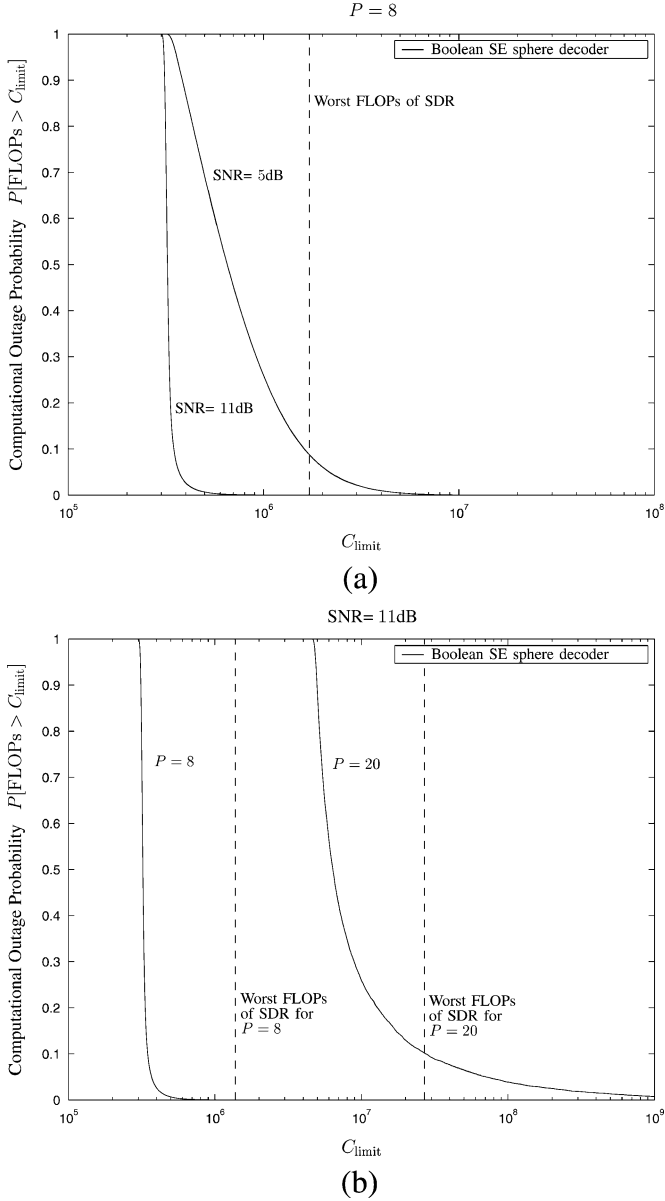 P = 8
Boolean SE sphere decoder
Worst FLOPs of SDR
SNR= 5dB
SNR= 11dB
Computational Outage Probability P[FLOPs > C_limit]
1
0.9
0.8
0.7
0.6
0.5
0.4
0.3
0.2
0.1
0
10^5
10^6
10^7
10^8
C_limit
(a)
SNR= 11dB
Boolean SE sphere decoder
P = 8
P = 20
Worst FLOPs
of SDR for
P = 8
Worst FLOPs
of SDR for
P = 20
Computational Outage Probability P[FLOPs > C_limit]
1
0.9
0.8
0.7
0.6
0.5
0.4
0.3
0.2
0.1
0
10^5
10^6
10^7
10^8
10^9
C_limit
(b)